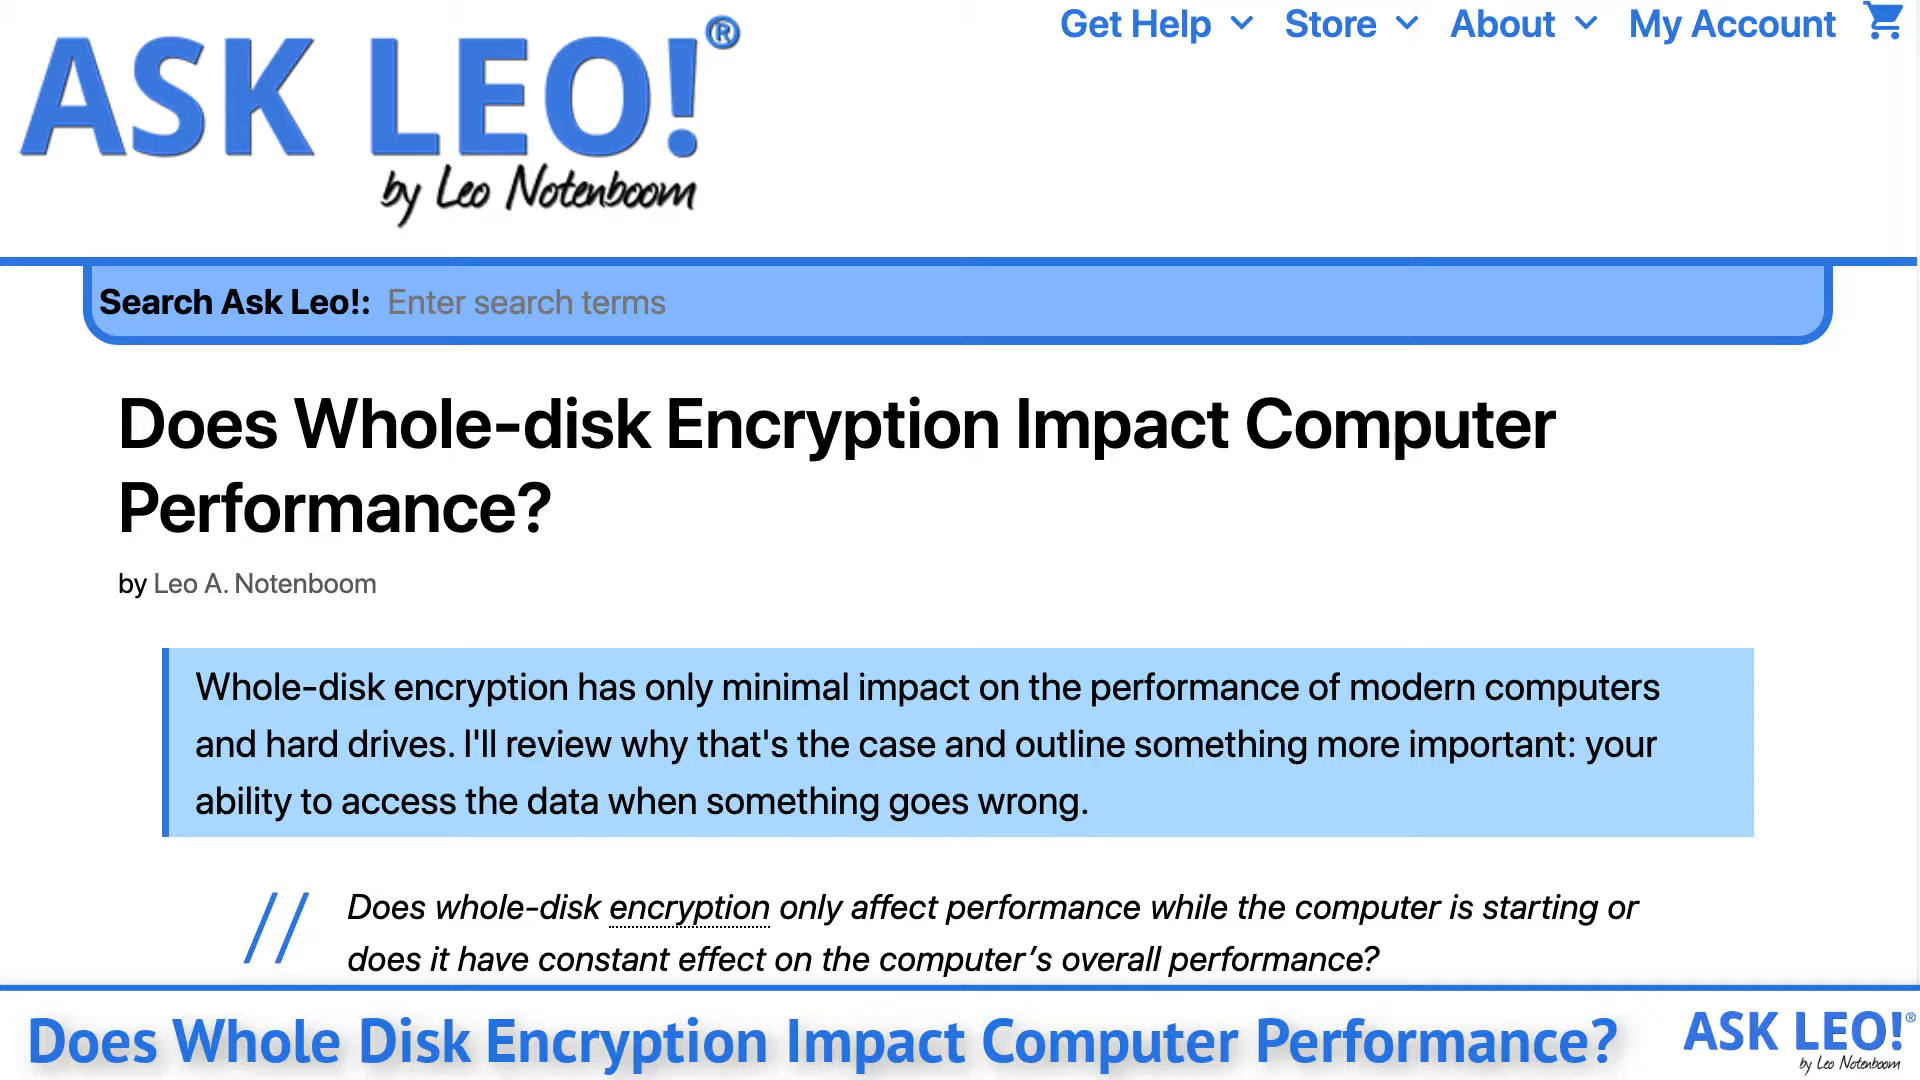 Get Help Store About My Account
ASK LEO!®
by Leo Notenboom
Search Ask Leo!: Enter search terms
Does Whole-disk Encryption Impact Computer
Performance?
by Leo A. Notenboom
Whole-disk encryption has only minimal impact on the performance of modern computers
and hard drives. I'll review why that's the case and outline something more important: your
ability to access the data when something goes wrong.
Does whole-disk encryption only affect performance while the computer is starting or
does it have constant effect on the computer’s overall performance?
Does Whole Disk Encryption Impact Computer Performance?
ASK LEO!®
by Leo Notenboom